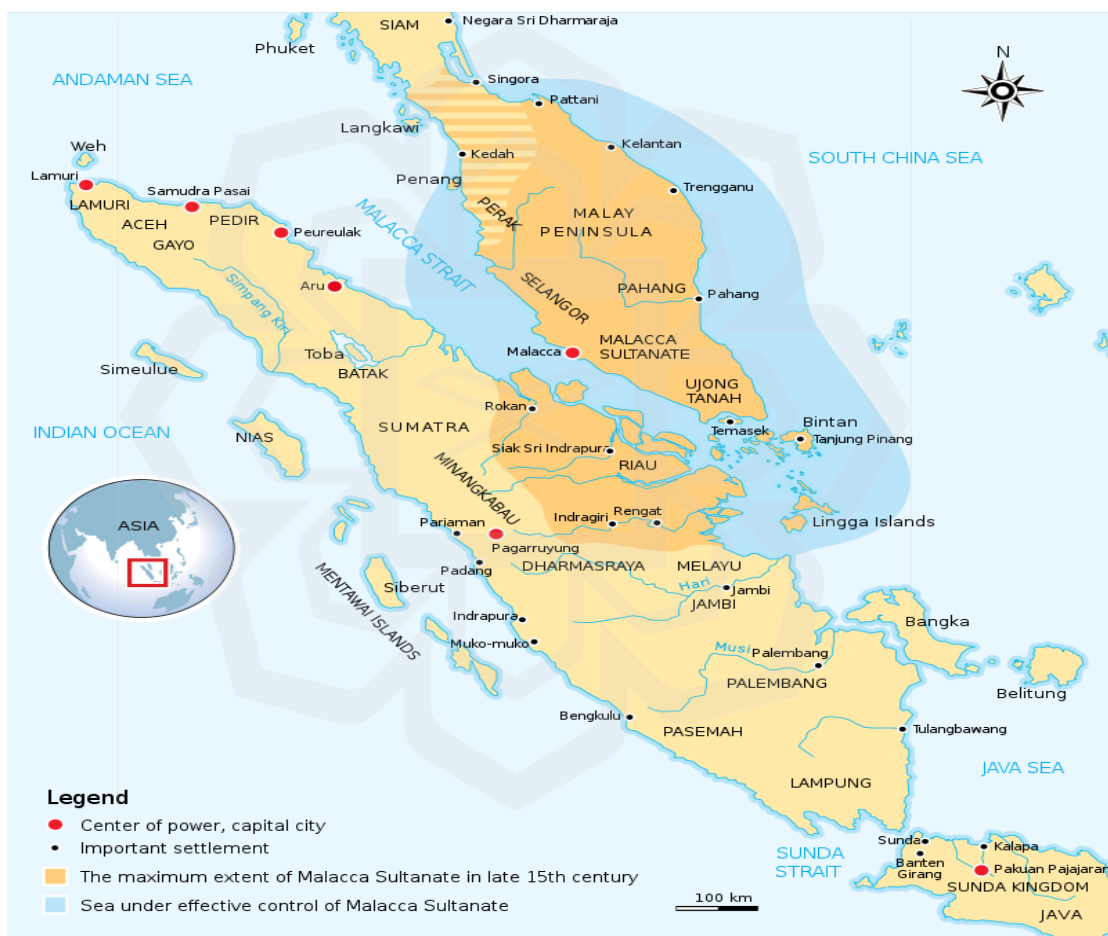 SIAM
Negara Sri Dharmaraja
Phuket
N
ANDAMAN SEA
Singora
Pattani
Langkawi
Kelantan
Weh
Kedah
SOUTH CHINA SEA
Lamuri
Penang
Samudra Pasai
Trengganu
LAMURI
PERAK
MALAY
PENINSULA
ACEH
PEDIR
Peureulak
MALACCA STRAIT
GAYO
Aru
SELANGOR
PAHANG
Pahang
Simpang Kiri
MALACCA
SULTANATE
Malacca
Toba
Simeulue
BATAK
UJONG
TANAH
Rokan
Bintan
INDIAN OCEAN
NIAS
SUMATRA
Temasek
Tanjung Pinang
Siak Sri Indrapura
RIAU
MINANGKABAU
ASIA
Pariaman
Indragiri
Rengat
Lingga Islands
Pagarruyung
Padang
DHARMASRAYA
MELAYU
Siberut
Hari
Jambi
JAMBI
MENTAWAI ISLANDS
Indrapura
Bangka
Muko-muko
Musi
Palembang
PALEMBANG
Belitung
Bengkulu
PASEMAH
Tulangbawang
JAVA SEA
LAMPUNG
Legend
Center of power, capital city
Important settlement
The maximum extent of Malacca Sultanate in late 15th century
Sea under effective control of Malacca Sultanate
100 km
SUNDA
STRAIT
Sunda
Kalapa
Banten
Girang
Pakuan Pajajaran
SUNDA KINGDOM
JAVA